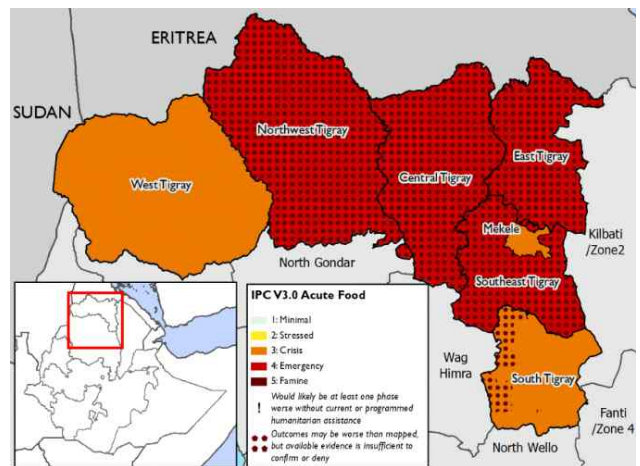 ERITREA
SUDAN
Northwest Tigray
West Tigray
Central Tigray
East Tigray
Mekele
Kilbati
/Zone2
North Gondar
Southeast Tigray
IPC V3.0 Acute Food
1: Minimal
2: Stressed
3: Crisis
4: Emergency
5: Famine
Would likely be at least one phase
! worse without current or programmed
humanitarian assistance
Outcomes may be worse than mapped,
but available evidence is insufficient to
confirm or deny
Wag
Himra
South Tigray
Fanti
/Zone 4
North Wello